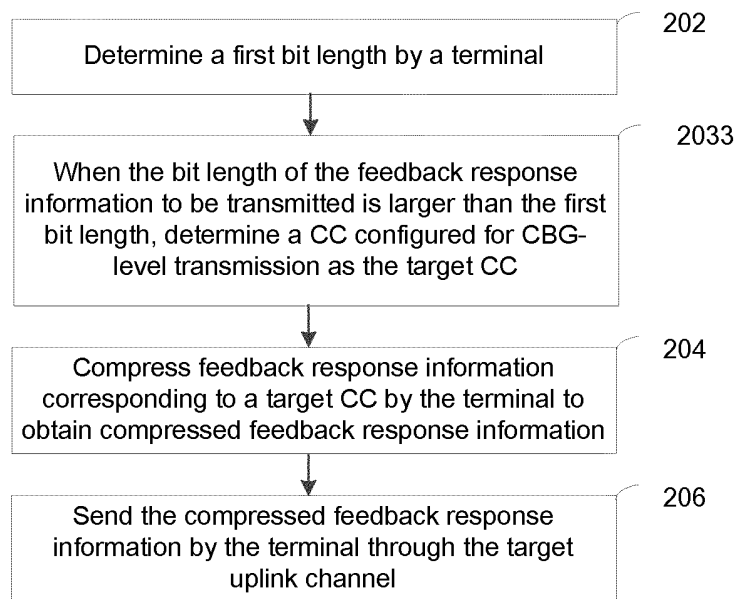 202
Determine a first bit length by a terminal
2033
When the bit length of the feedback response
information to be transmitted is larger than the first
bit length, determine a CC configured for CBG-
level transmission as the target CC
204
Compress feedback response information
corresponding to a target CC by the terminal to
obtain compressed feedback response information
206
Send the compressed feedback response
information by the terminal through the target
uplink channel